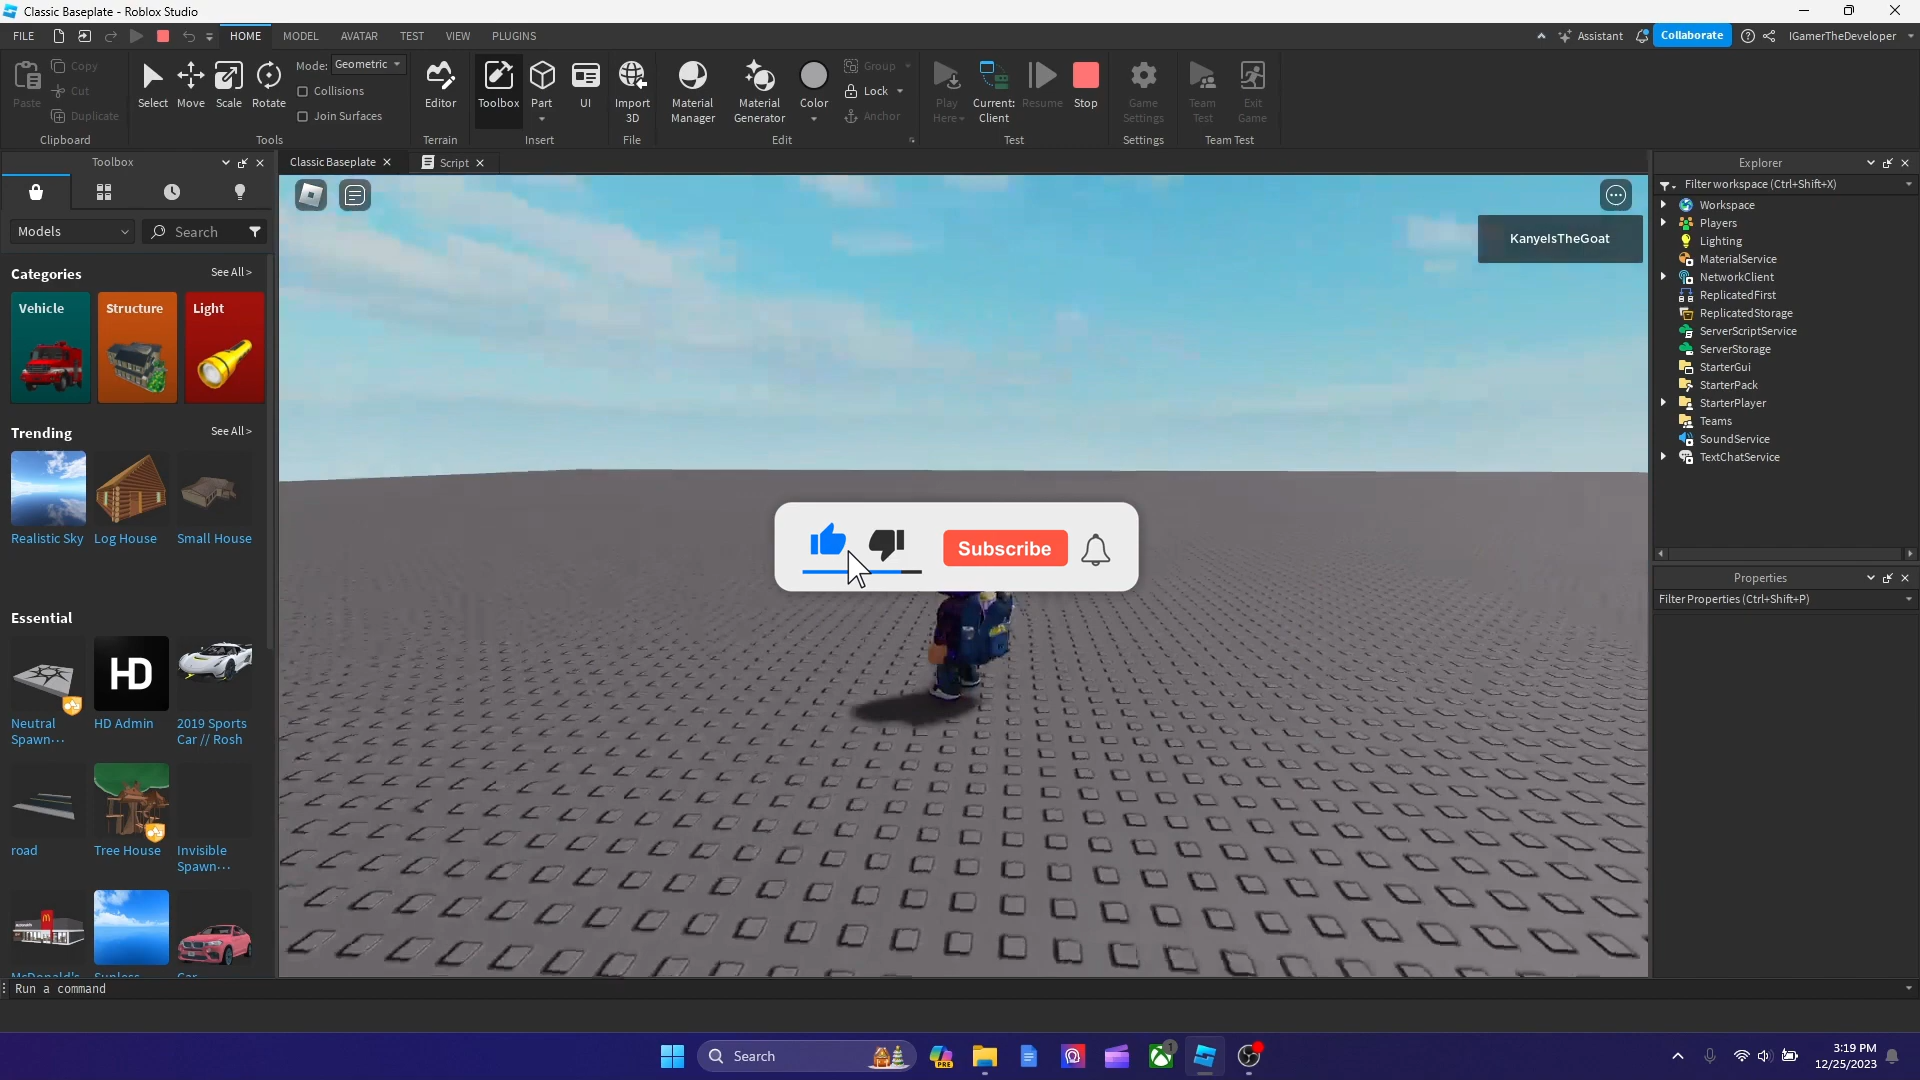 Classic Baseplate - Roblox Studio
FILE
HOME
MODEL
AVATAR
TEST
VIEW
PLUGINS
Assistant
Collaborate
IGamerTheDeveloper
Paste
Copy
Cut
Duplicate
Clipboard
Select
Move
Scale
Rotate
Mode:
Geometric
Collisions
Join Surfaces
Tools
Editor
Terrain
Toolbox
Part
UI
Insert
Import
3D
File
Material
Manager
Material
Generator
Color
Group
Lock
Anchor
Edit
Play
Here
Current:
Client
Resume
Stop
Test
Game
Settings
Settings
Team
Test
Exit
Game
Team Test
Toolbox
Models
Search
Categories
See All >
Vehicle
Structure
Light
Trending
See All >
Realistic Sky
Log House
Small House
Essential
HD
Neutral
Spawn...
HD Admin
2019 Sports
Car // Rosh
road
Tree House
Invisible
Spawn...
McDonald's
Sunless
Car
Classic Baseplate
Script
KanyeIsTheGoat
Subscribe
Explorer
Filter workspace (Ctrl+Shift+X)
Workspace
Players
Lighting
MaterialService
NetworkClient
ReplicatedFirst
ReplicatedStorage
ServerScriptService
ServerStorage
StarterGui
StarterPack
StarterPlayer
Teams
SoundService
TextChatService
Properties
Filter Properties (Ctrl+Shift+P)
Run a command
Search
PRE
1
3:19 PM
12/25/2023